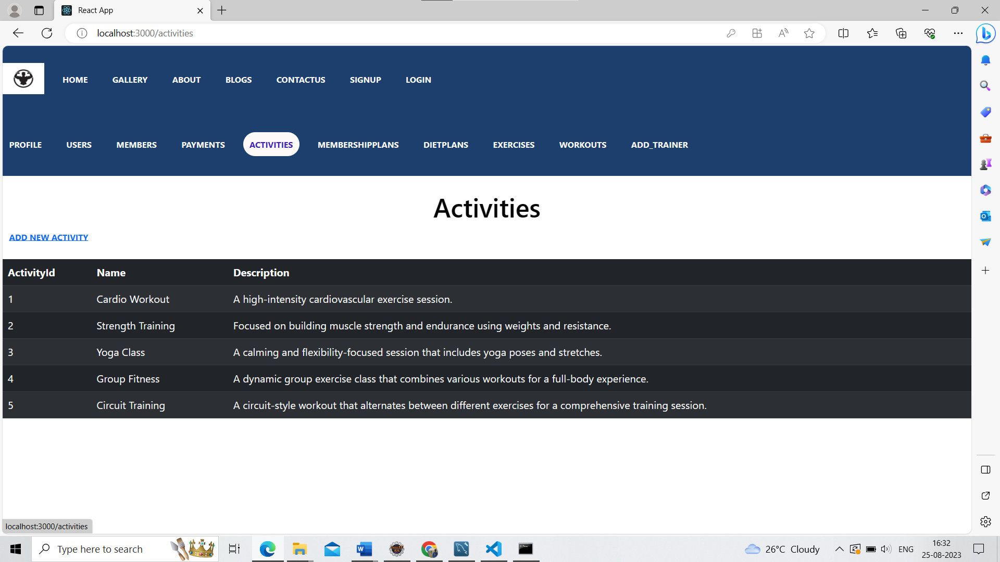 React App
localhost:3000/activities
HOME GALLERY ABOUT BLOGS CONTACTUS SIGNUP LOGIN
PROFILE USERS MEMBERS PAYMENTS ACTIVITIES MEMBERSHIPPLANS DIETPLANS EXERCISES WORKOUTS ADD_TRAINER
Activities
ADD NEW ACTIVITY
ActivityId Name Description
1 Cardio Workout A high-intensity cardiovascular exercise session.
2 Strength Training Focused on building muscle strength and endurance using weights and resistance.
3 Yoga Class A calming and flexibility-focused session that includes yoga poses and stretches.
4 Group Fitness A dynamic group exercise class that combines various workouts for a full-body experience.
5 Circuit Training A circuit-style workout that alternates between different exercises for a comprehensive training session.
localhost:3000/activities
Type here to search
26°C Cloudy
ENG
16:32
25-08-2023